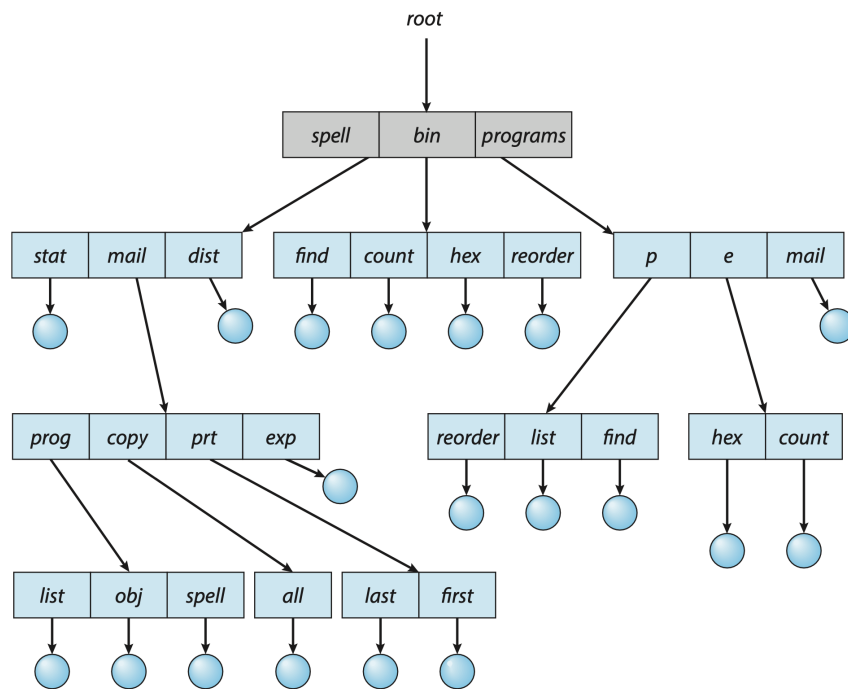 root
spell bin programs
stat mail dist find count hex reorder p e mail
prog copy prt exp reorder list find hex count
list obj spell all last first